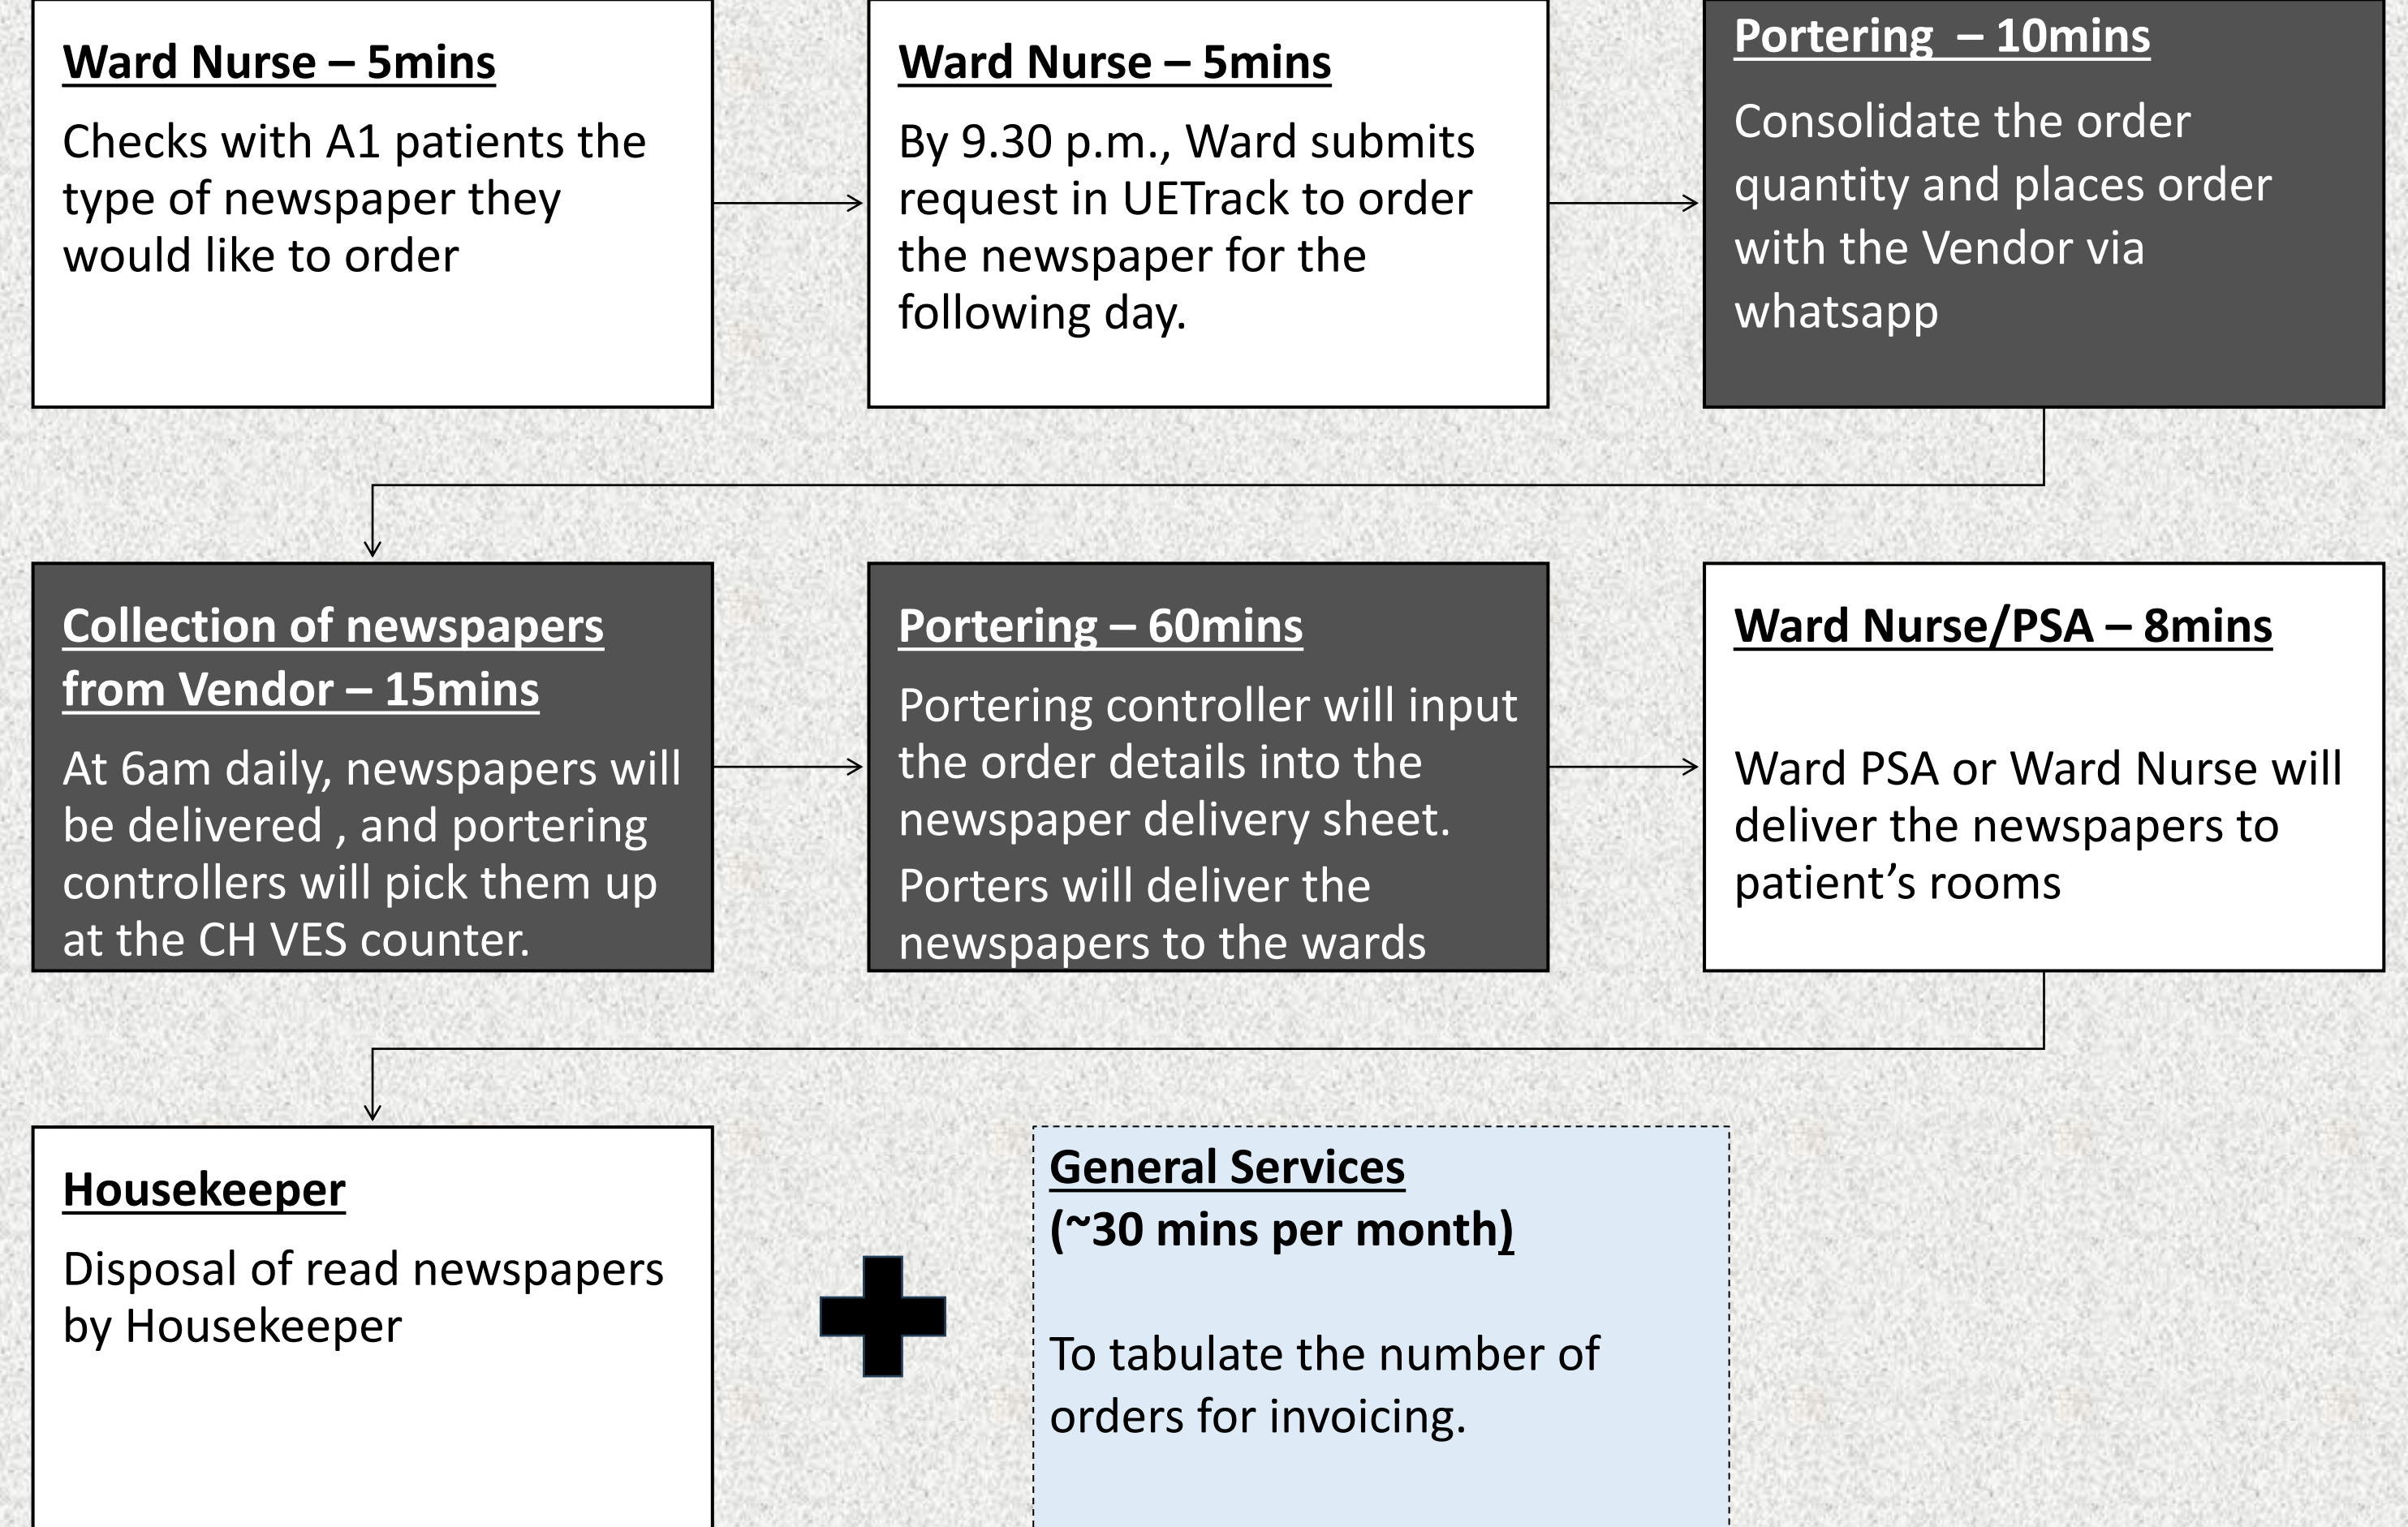 Ward Nurse – 5mins
Checks with A1 patients the
type of newspaper they
would like to order
Ward Nurse – 5mins
By 9.30 p.m., Ward submits
request in UETrack to order
the newspaper for the
following day.
Portering  – 10mins
Consolidate the order
quantity and places order
with the Vendor via
whatsapp
Collection of newspapers
from Vendor – 15mins
At 6am daily, newspapers will
be delivered , and portering
controllers will pick them up
at the CH VES counter.
Portering – 60mins
Portering controller will input
the order details into the
newspaper delivery sheet.
Porters will deliver the
newspapers to the wards
Ward Nurse/PSA – 8mins
Ward PSA or Ward Nurse will
deliver the newspapers to
patient’s rooms
Housekeeper
Disposal of read newspapers
by Housekeeper
General Services
(~30 mins per month)
To tabulate the number of
orders for invoicing.